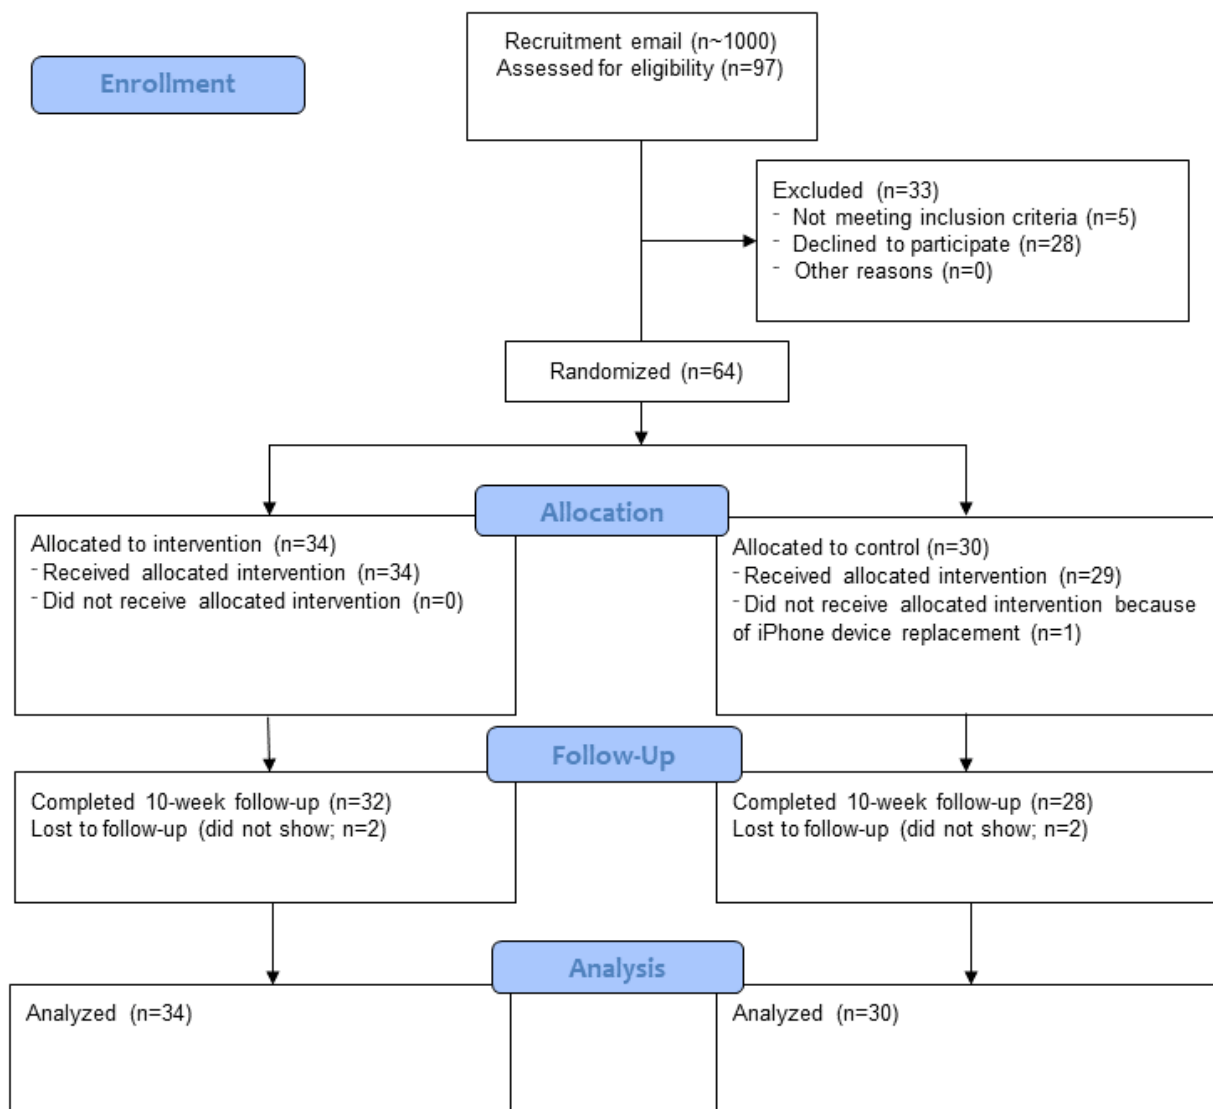 Enrollment
Recruitment email (n~1000)
Assessed for eligibility (n=97)
Excluded (n=33)
- Not meeting inclusion criteria (n=5)
- Declined to participate (n=28)
- Other reasons (n=0)
Randomized (n=64)
Allocation
Allocated to intervention (n=34)
- Received allocated intervention (n=34)
- Did not receive allocated intervention (n=0)
Allocated to control (n=30)
- Received allocated intervention (n=29)
- Did not receive allocated intervention because
of iPhone device replacement (n=1)
Follow-Up
Completed 10-week follow-up (n=32)
Lost to follow-up (did not show; n=2)
Completed 10-week follow-up (n=28)
Lost to follow-up (did not show; n=2)
Analysis
Analyzed (n=34)
Analyzed (n=30)